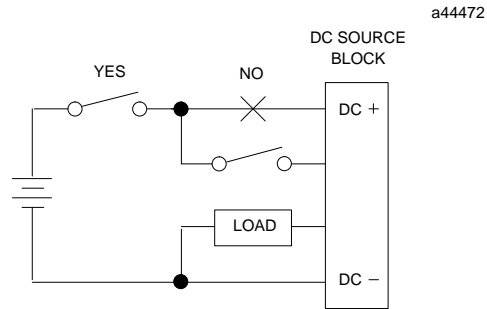 a44472
DC SOURCE
BLOCK
YES
NO
DC +
LOAD
DC −